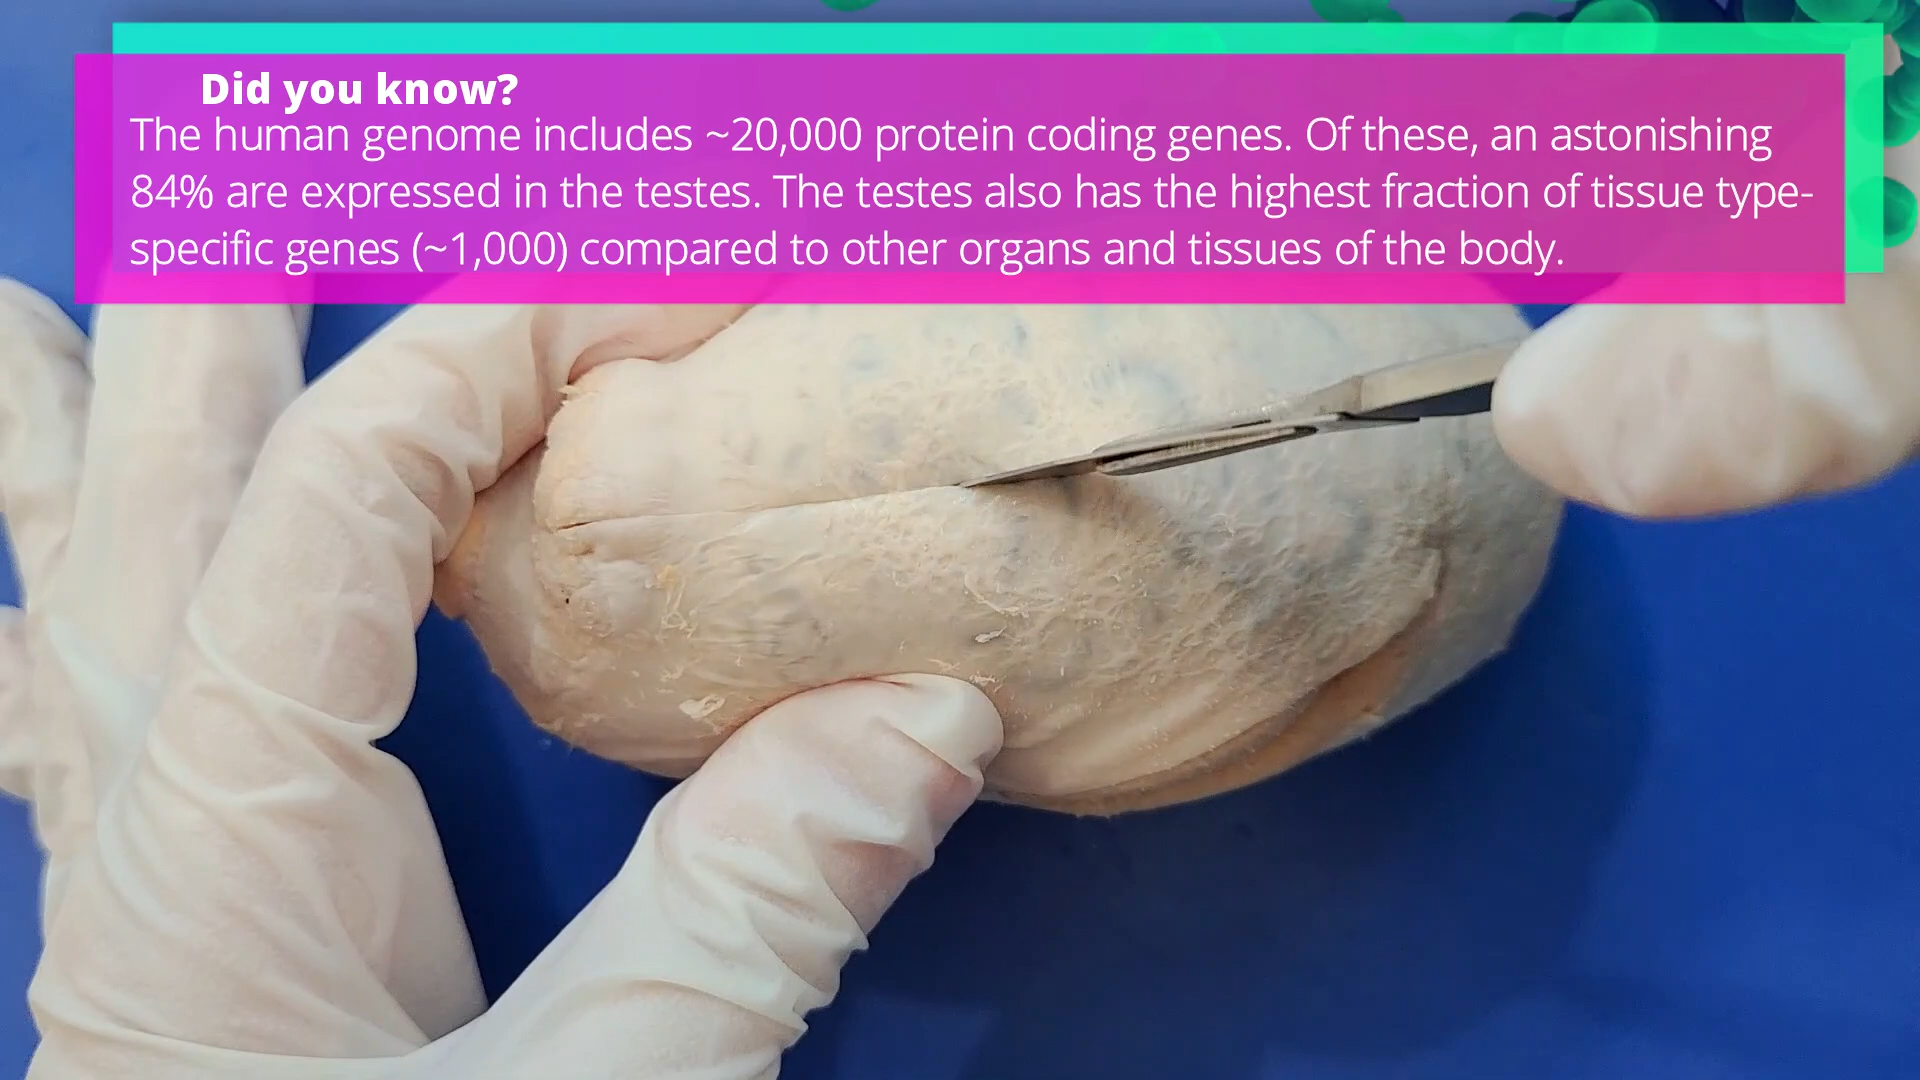 Did you know?
The human genome includes ~20,000 protein coding genes. Of these, an astonishing
84% are expressed in the testes. The testes also has the highest fraction of tissue type-
specific genes (~1,000) compared to other organs and tissues of the body.